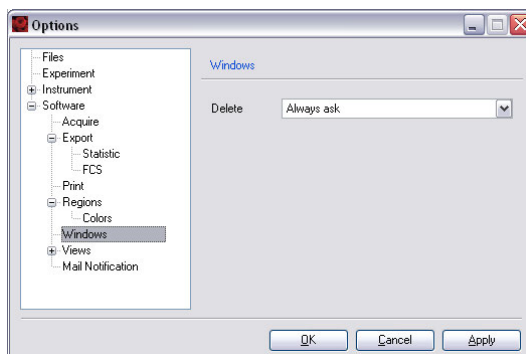 Options
Files
Experiment
Instrument
Software
Acquire
Export
Statistic
FCS
Print
Regions
Colors
Windows
Views
Mail Notification
Windows
Delete Always ask
OK Cancel Apply